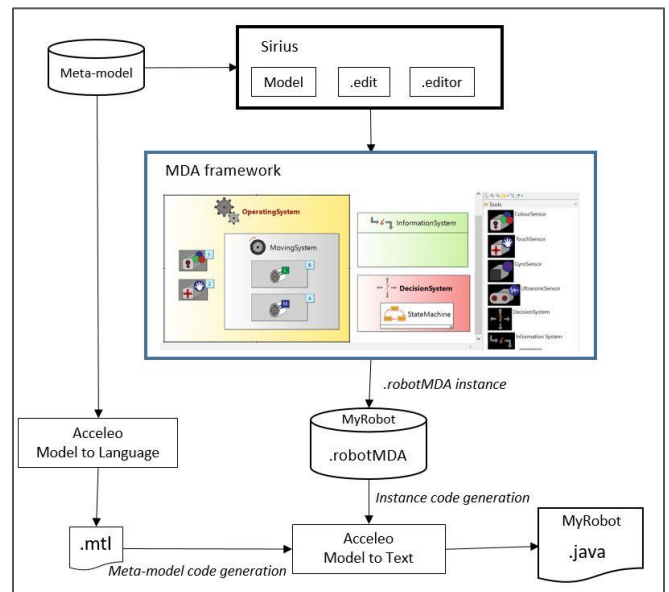 Sirius
Meta-model
Model
.edit
.editor
MDA framework
OperatingSystem
MovingSystem
1
2
B
A
InformationSystem
DecisionSystem
StateMachine
Tools
ColourSensor
TouchSensor
GyroSensor
UltrasonicSensor
DecisionSystem
Information System
.robotMDA instance
MyRobot
.robotMDA
Acceleo
Model to Language
Instance code generation
.mtl
Meta-model code generation
Acceleo
Model to Text
MyRobot
.java